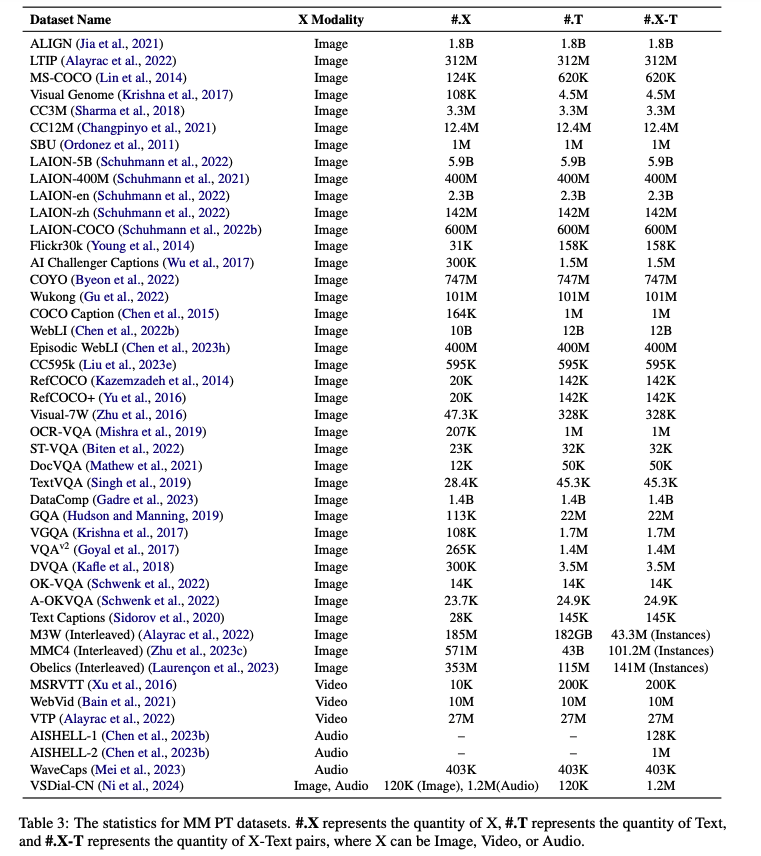 Dataset Name X Modality #.X #.T #.X-T
ALIGN (Jia et al., 2021) Image 1.8B 1.8B 1.8B
LTIP (Alayrac et al., 2022) Image 312M 312M 312M
MS-COCO (Lin et al., 2014) Image 124K 620K 620K
Visual Genome (Krishna et al., 2017) Image 108K 4.5M 4.5M
CC3M (Sharma et al., 2018) Image 3.3M 3.3M 3.3M
CC12M (Changpinyo et al., 2021) Image 12.4M 12.4M 12.4M
SBU (Ordonez et al., 2011) Image 1M 1M 1M
LAION-5B (Schuhmann et al., 2022) Image 5.9B 5.9B 5.9B
LAION-400M (Schuhmann et al., 2021) Image 400M 400M 400M
LAION-en (Schuhmann et al., 2022) Image 2.3B 2.3B 2.3B
LAION-zh (Schuhmann et al., 2022) Image 142M 142M 142M
LAION-COCO (Schuhmann et al., 2022b) Image 600M 600M 600M
Flickr30k (Young et al., 2014) Image 31K 158K 158K
AI Challenger Captions (Wu et al., 2017) Image 300K 1.5M 1.5M
COYO (Byeon et al., 2022) Image 747M 747M 747M
Wukong (Gu et al., 2022) Image 101M 101M 101M
COCO Caption (Chen et al., 2015) Image 164K 1M 1M
WebLI (Chen et al., 2022b) Image 10B 12B 12B
Episodic WebLI (Chen et al., 2023h) Image 400M 400M 400M
CC595k (Liu et al., 2023e) Image 595K 595K 595K
RefCOCO (Kazemzadeh et al., 2014) Image 20K 142K 142K
RefCOCO+ (Yu et al., 2016) Image 20K 142K 142K
Visual-7W (Zhu et al., 2016) Image 47.3K 328K 328K
OCR-VQA (Mishra et al., 2019) Image 207K 1M 1M
ST-VQA (Biten et al., 2022) Image 23K 32K 32K
DocVQA (Mathew et al., 2021) Image 12K 50K 50K
TextVQA (Singh et al., 2019) Image 28.4K 45.3K 45.3K
DataComp (Gadre et al., 2023) Image 1.4B 1.4B 1.4B
GQA (Hudson and Manning, 2019) Image 113K 22M 22M
VGQA (Krishna et al., 2017) Image 108K 1.7M 1.7M
VQAv2 (Goyal et al., 2017) Image 265K 1.4M 1.4M
DVQA (Kafle et al., 2018) Image 300K 3.5M 3.5M
OK-VQA (Schwenk et al., 2022) Image 14K 14K 14K
A-OKVQA (Schwenk et al., 2022) Image 23.7K 24.9K 24.9K
Text Captions (Sidorov et al., 2020) Image 28K 145K 145K
M3W (Interleaved) (Alayrac et al., 2022) Image 185M 182GB 43.3M (Instances)
MMC4 (Interleaved) (Zhu et al., 2023c) Image 571M 43B 101.2M (Instances)
Obelics (Interleaved) (Laurençon et al., 2023) Image 353M 115M 141M (Instances)
MSRVTT (Xu et al., 2016) Video 10K 200K 200K
WebVid (Bain et al., 2021) Video 10M 10M 10M
VTP (Alayrac et al., 2022) Video 27M 27M 27M
AISHELL-1 (Chen et al., 2023b) Audio – – 128K
AISHELL-2 (Chen et al., 2023b) Audio – – 1M
WaveCaps (Mei et al., 2023) Audio 403K 403K 403K
VSDial-CN (Ni et al., 2024) Image, Audio 120K (Image), 1.2M(Audio) 120K 1.2M
Table 3: The statistics for MM PT datasets. #.X represents the quantity of X, #.T represents the quantity of Text,
and #.X-T represents the quantity of X-Text pairs, where X can be Image, Video, or Audio.